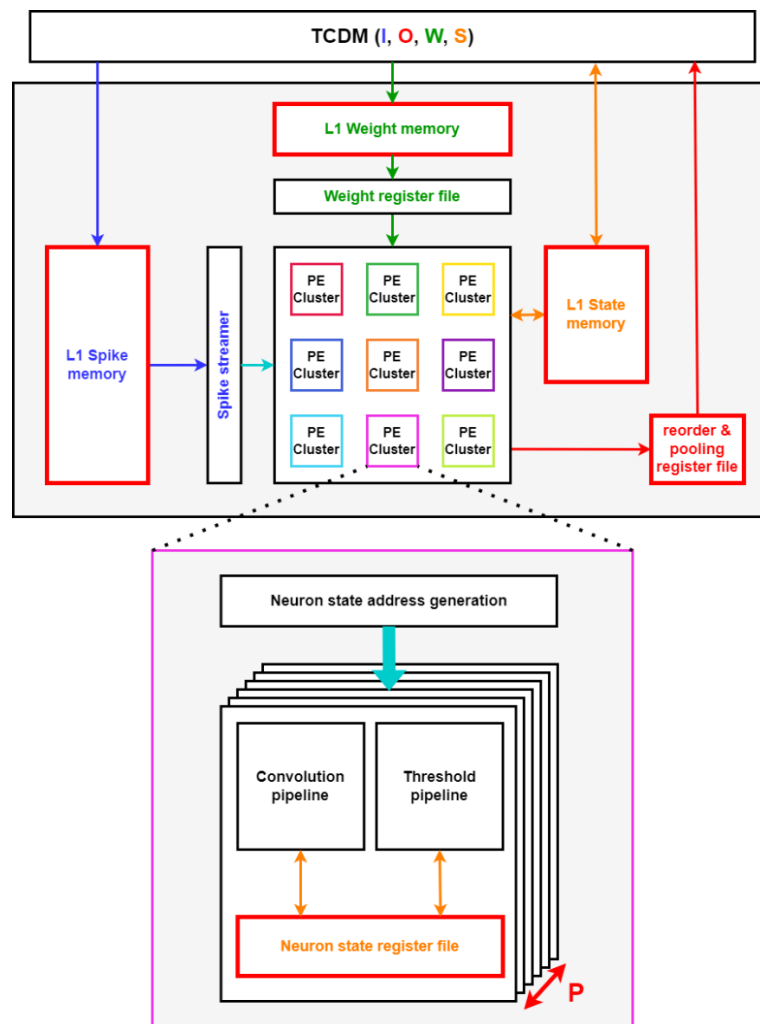 TCDM (I, O, W, S)
L1 Weight memory
Weight register file
L1 Spike
memory
Spike streamer
PE
Cluster
PE
Cluster
PE
Cluster
PE
Cluster
PE
Cluster
PE
Cluster
PE
Cluster
PE
Cluster
PE
Cluster
L1 State
memory
reorder &
pooling
register file
Neuron state address generation
Convolution
pipeline
Threshold
pipeline
Neuron state register file
P